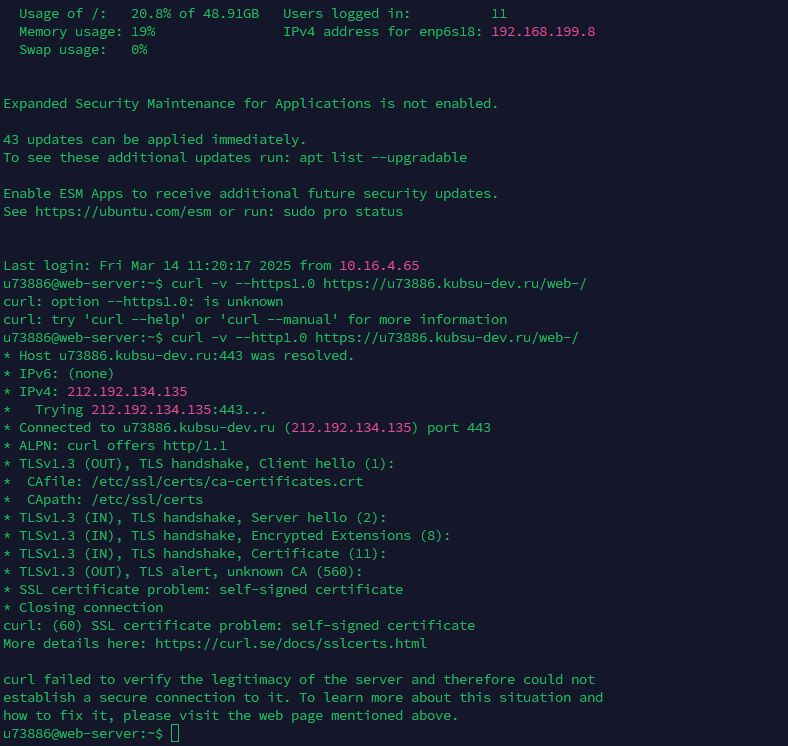 Usage of /:   20.8% of 48.91GB   Users logged in:          11
Memory usage: 19%                IPv4 address for enp6s18: 192.168.199.8
Swap usage:   0%
Expanded Security Maintenance for Applications is not enabled.
43 updates can be applied immediately.
To see these additional updates run: apt list --upgradable
Enable ESM Apps to receive additional future security updates.
See https://ubuntu.com/esm or run: sudo pro status
Last login: Fri Mar 14 11:20:17 2025 from 10.16.4.65
u73886@web-server:~$ curl -v --https1.0 https://u73886.kubsu-dev.ru/web-/
curl: option --https1.0: is unknown
curl: try 'curl --help' or 'curl --manual' for more information
u73886@web-server:~$ curl -v --http1.0 https://u73886.kubsu-dev.ru/web-/
* Host u73886.kubsu-dev.ru:443 was resolved.
* IPv6: (none)
* IPv4: 212.192.134.135
*   Trying 212.192.134.135:443...
* Connected to u73886.kubsu-dev.ru (212.192.134.135) port 443
* ALPN: curl offers http/1.1
* TLSv1.3 (OUT), TLS handshake, Client hello (1):
*  CAfile: /etc/ssl/certs/ca-certificates.crt
*  CApath: /etc/ssl/certs
* TLSv1.3 (IN), TLS handshake, Server hello (2):
* TLSv1.3 (IN), TLS handshake, Encrypted Extensions (8):
* TLSv1.3 (IN), TLS handshake, Certificate (11):
* TLSv1.3 (OUT), TLS alert, unknown CA (560):
* SSL certificate problem: self-signed certificate
* Closing connection
curl: (60) SSL certificate problem: self-signed certificate
More details here: https://curl.se/docs/sslcerts.html
curl failed to verify the legitimacy of the server and therefore could not
establish a secure connection to it. To learn more about this situation and
how to fix it, please visit the web page mentioned above.
u73886@web-server:~$